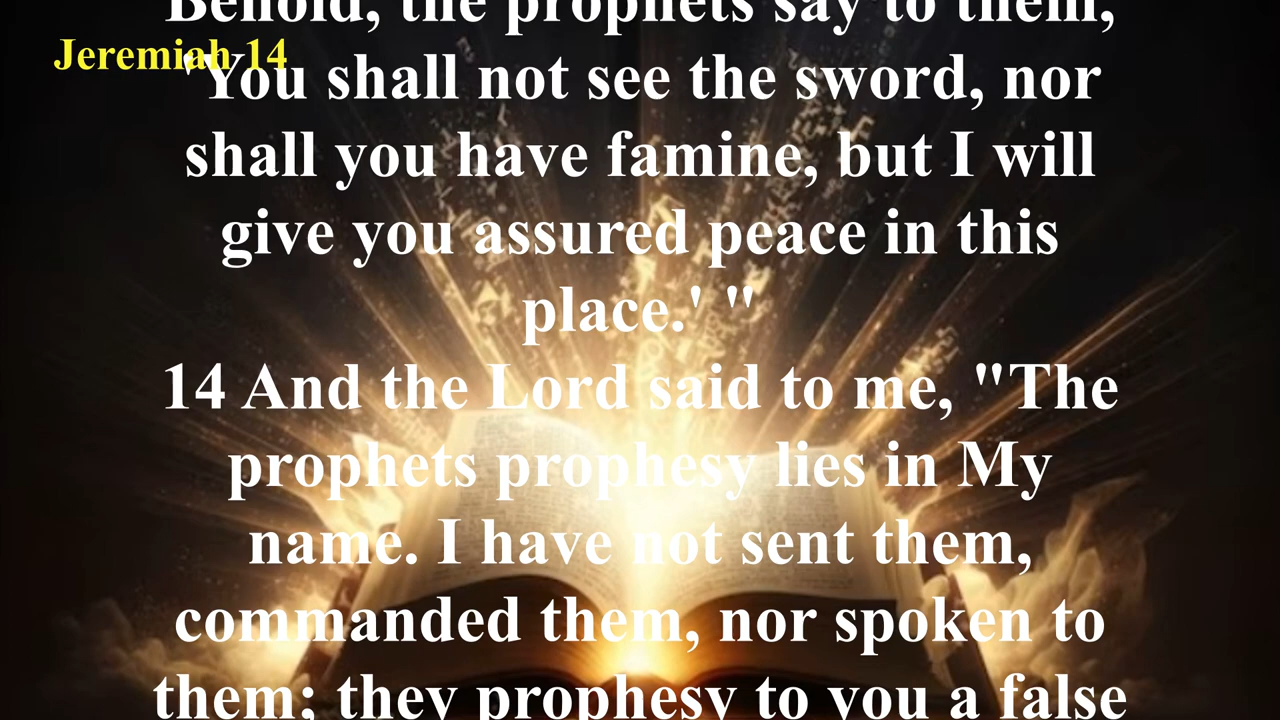 Behold, the prophets say to them,
Jeremiah 14
'You shall not see the sword, nor
shall you have famine, but I will
give you assured peace in this
place.' "
14 And the Lord said to me, "The
prophets prophesy lies in My
name. I have not sent them,
commanded them, nor spoken to
them; they prophesy to you a false